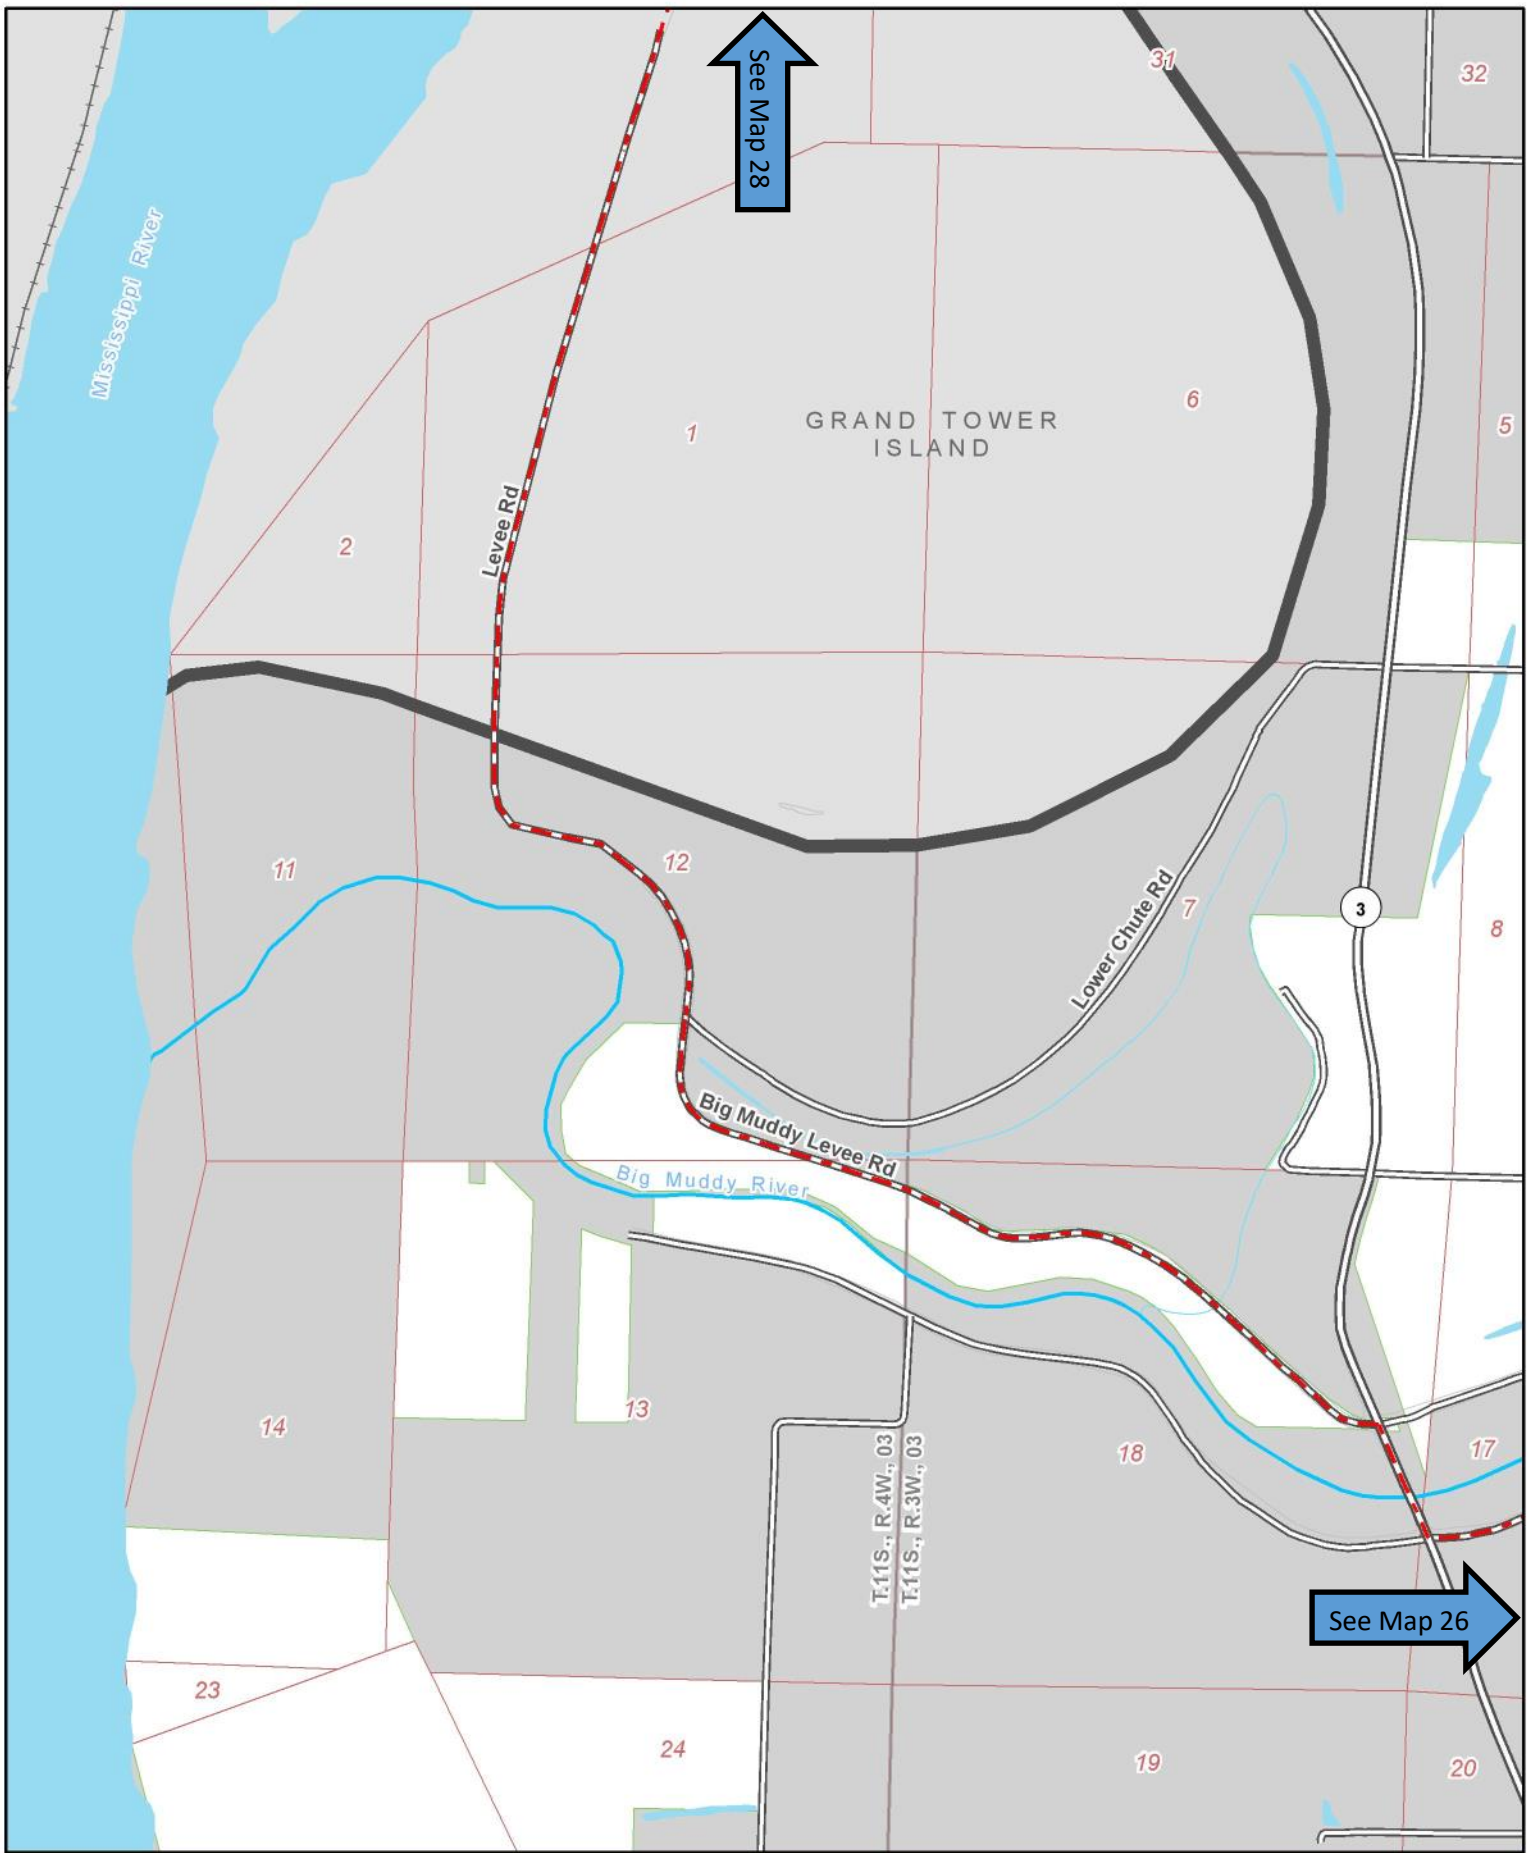 See Map 28
31
32
Mississippi River
6
GRAND TOWER
ISLAND
5
1
Levee Rd
2
12
11
Lower Chute Rd
7
3
8
Big Muddy Levee Rd
Big Muddy River
13
14
T.11S., R.4W., 03
T.11S., R.3W., 03
18
17
See Map 26
23
24
19
20